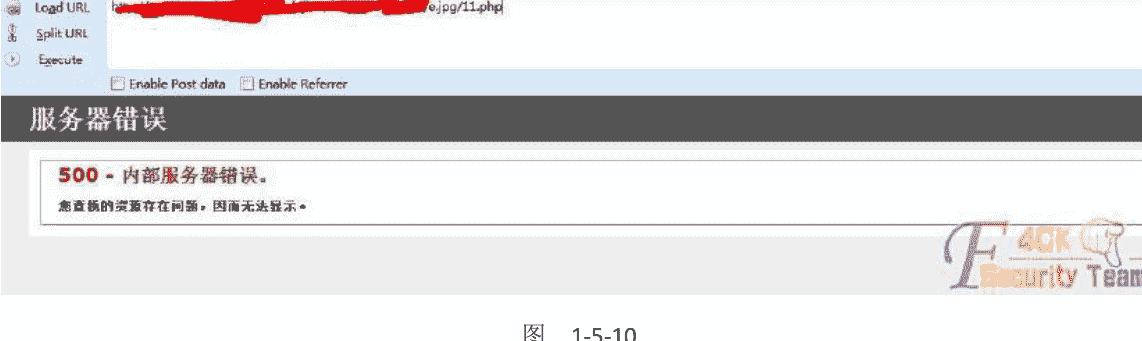 Load URL
e.jpg/11.php
Split URL
Execute
Enable Post data Enable Referrer
服务器错误
500 - 内部服务器错误。
您查找的资源存在问题，因而无法显示。
F 4CK
Security Team
图 1-5-10